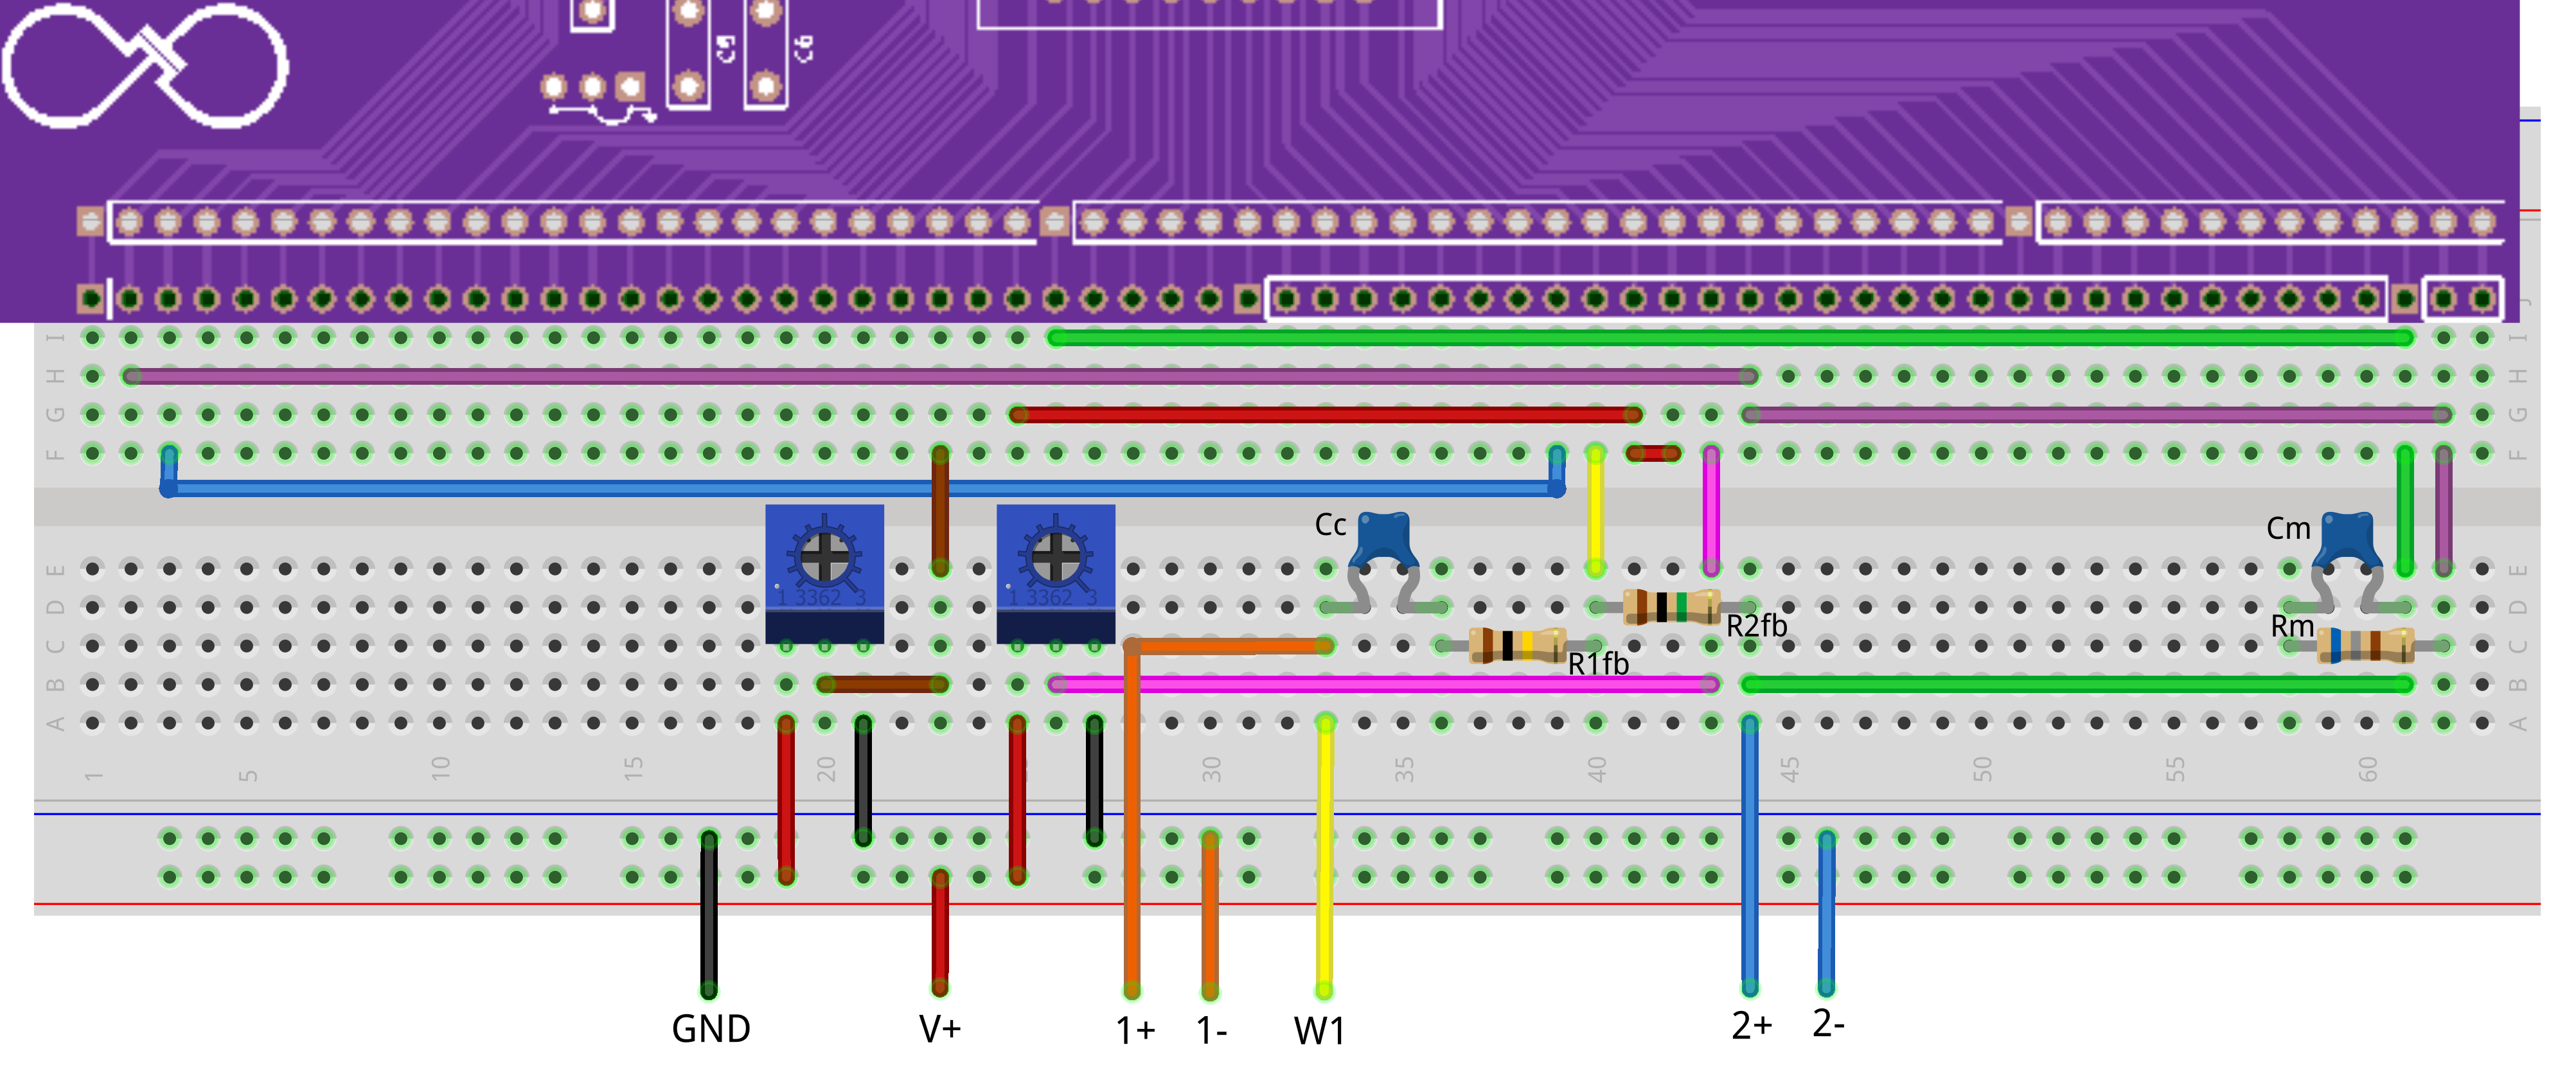 C5 C6
J
I I
H H
G G
F F
Cc Cm
E E
1 3362 3 1 3362 3
D D
R2fb Rm
C C
R1fb
B B
A A
1 5 10 15 20 30 35 40 45 50 55 60
GND V+ 1+ 1- W1 2+ 2-